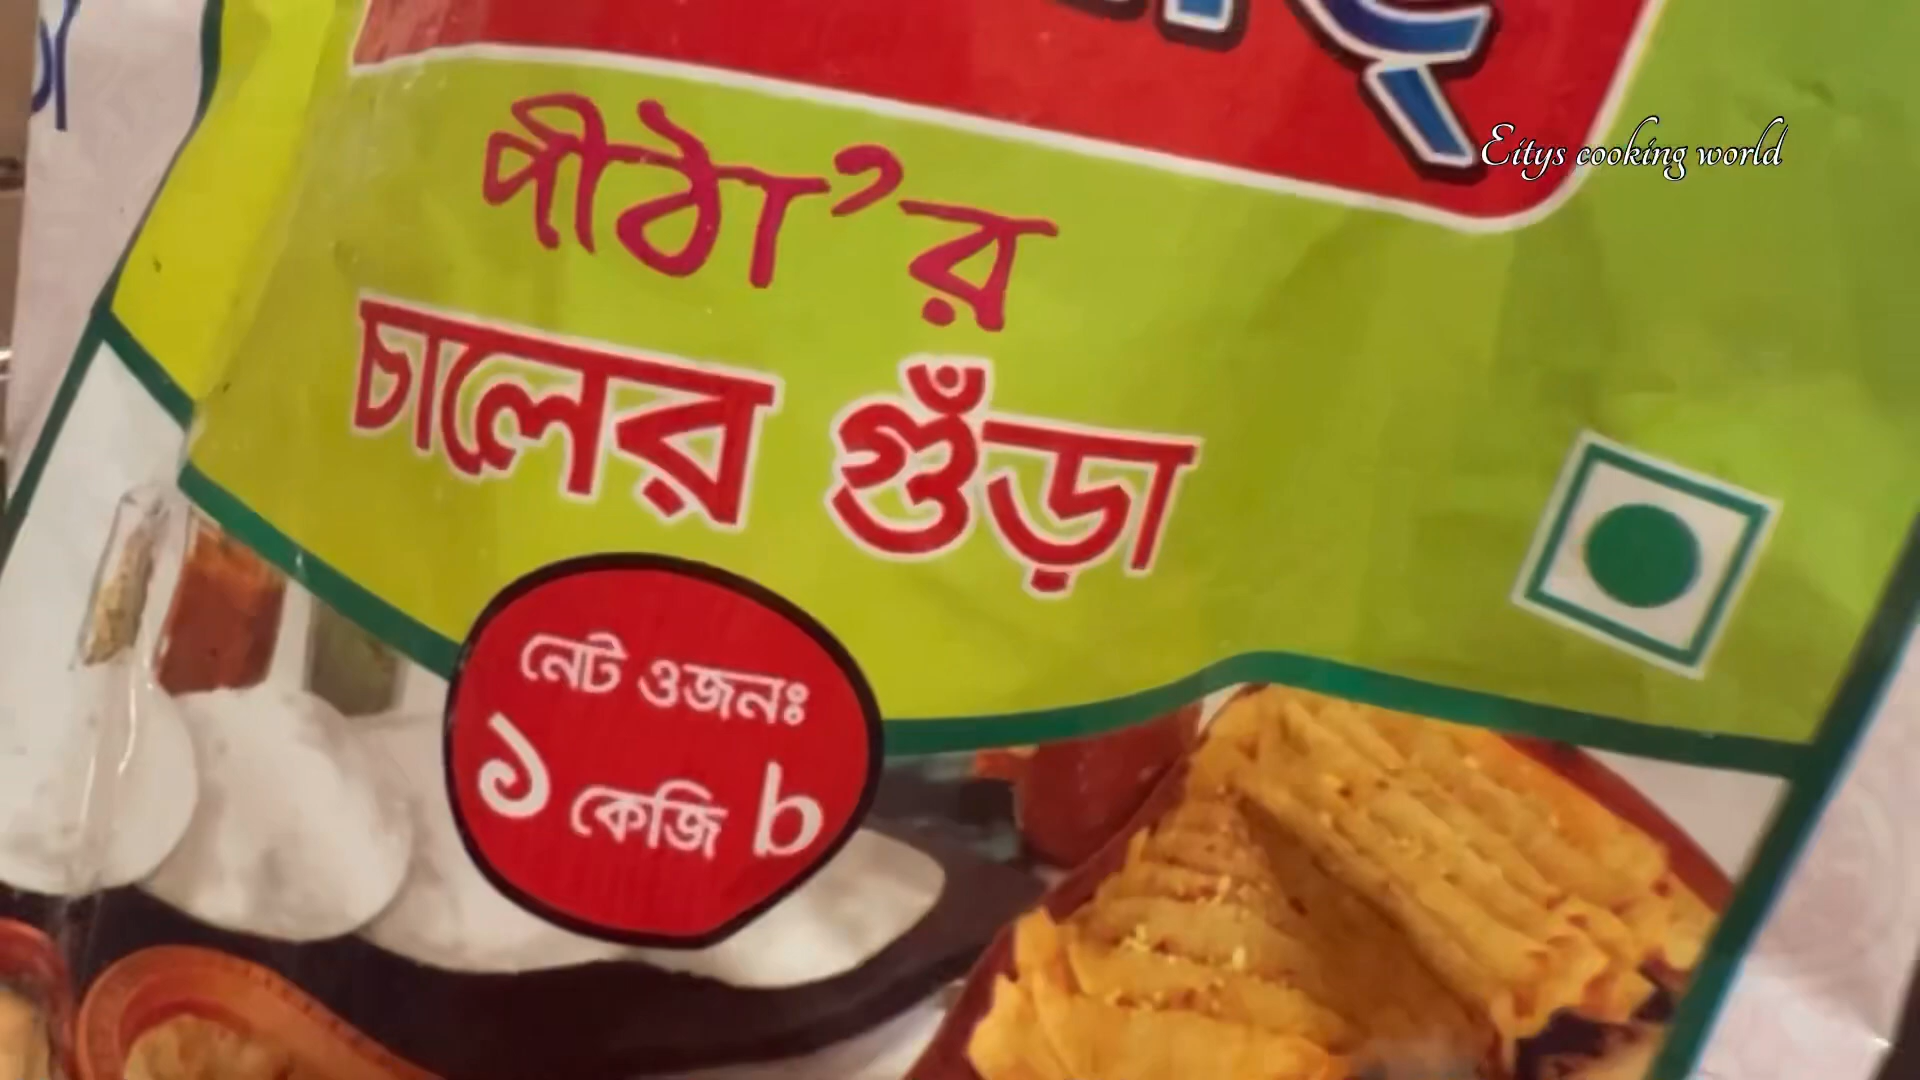 Eitys cooking world
পীঠা’র
চালের গুঁড়া
নেট ওজনঃ
১ কেজি b